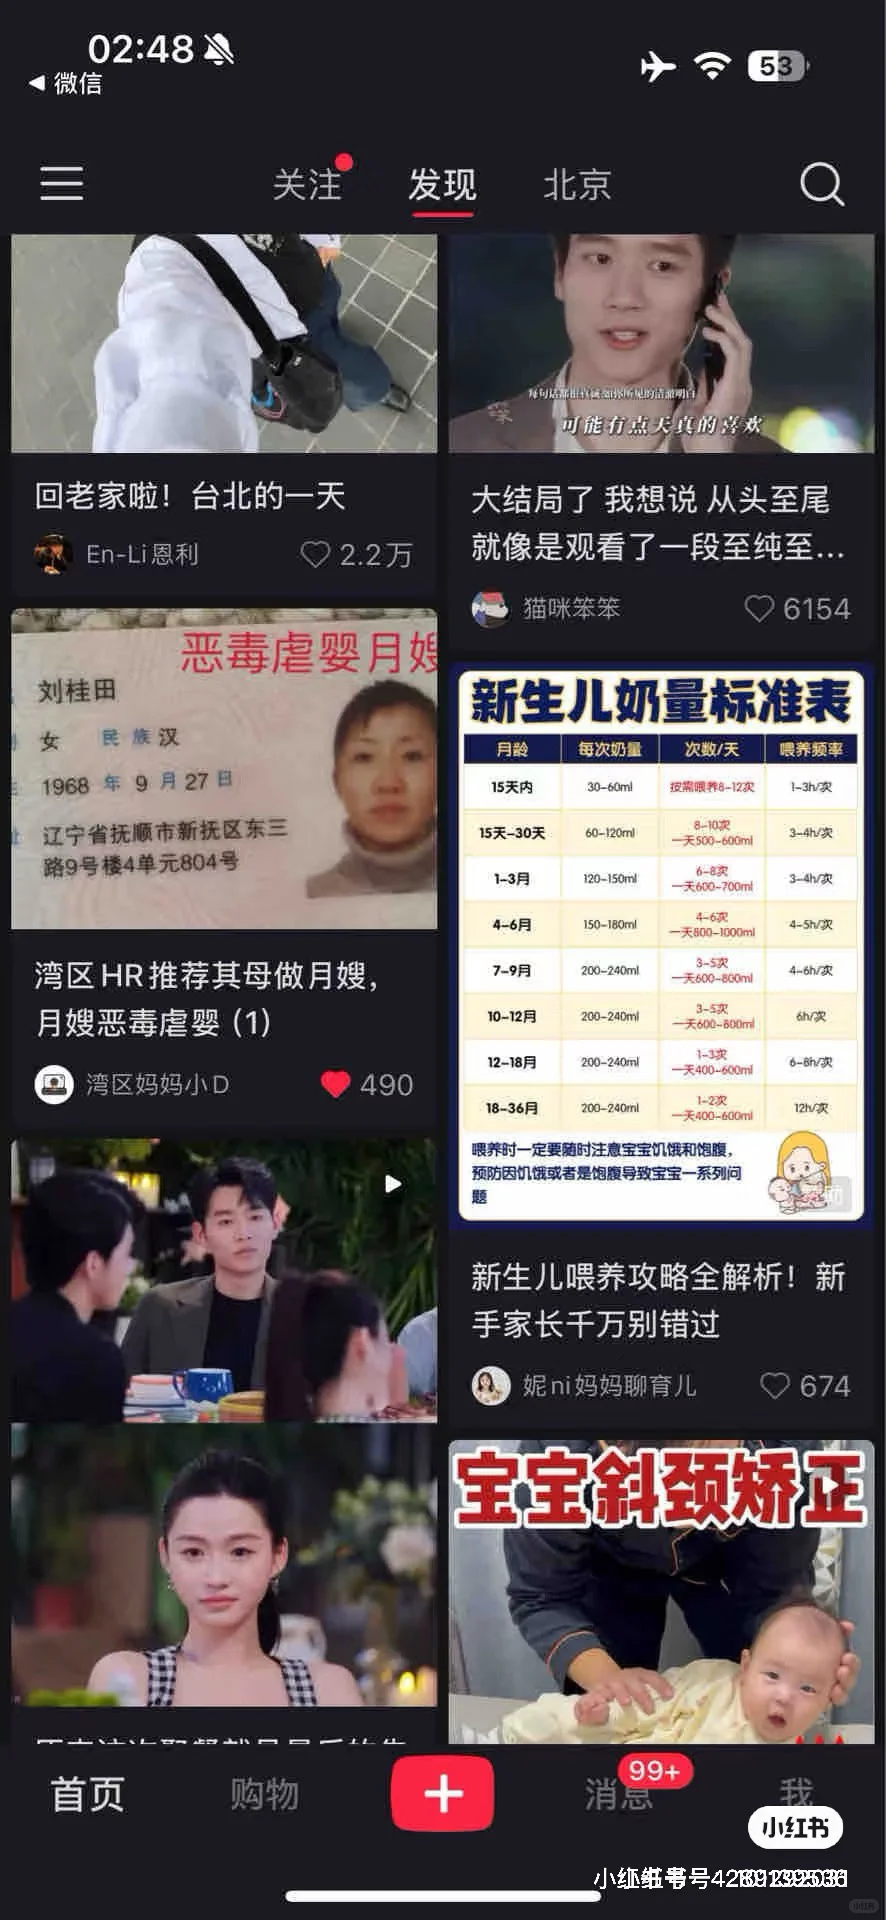 02:48
微信
53
关注
发现
北京
回老家啦！台北的一天
En-Li恩利
2.2万
可能有点天真的喜欢
大结局了 我想说 从头至尾
就像是观看了一段至纯至...
猫咪笨笨
6154
恶毒虐婴月嫂
刘桂田
女 民族 汉
1968 年 9 月 27 日
辽宁省抚顺市新抚区东三
路9号楼4单元804号
湾区HR推荐其母做月嫂，
月嫂恶毒虐婴（1）
湾区妈妈小D
490
新生儿奶量标准表
月龄 每次奶量 次数/天 喂养频率
15天内 30-60ml 按需喂养8-12次 1-3h/次
15天-30天 60-120ml 8-10次 一天500-600ml 3-4h/次
1-3月 120-150ml 6-8次 一天600-700ml 3-4h/次
4-6月 150-180ml 4-6次 一天800-1000ml 4-5h/次
7-9月 200-240ml 3-5次 一天600-800ml 4-6h/次
10-12月 200-240ml 3-5次 一天600-800ml 6h/次
12-18月 200-240ml 1-3次 一天400-600ml 6-8h/次
18-36月 200-240ml 1-2次 一天400-600ml 12h/次
喂养时一定要随时注意宝宝饥饿和饱腹，
预防因饥饿或者是饱腹导致宝宝一系列问
题
新生儿喂养攻略全解析！新
手家长千万别错过
妮ni妈妈聊育儿
674
宝宝斜颈矫正
首页
购物
消息
99+
我
小红书